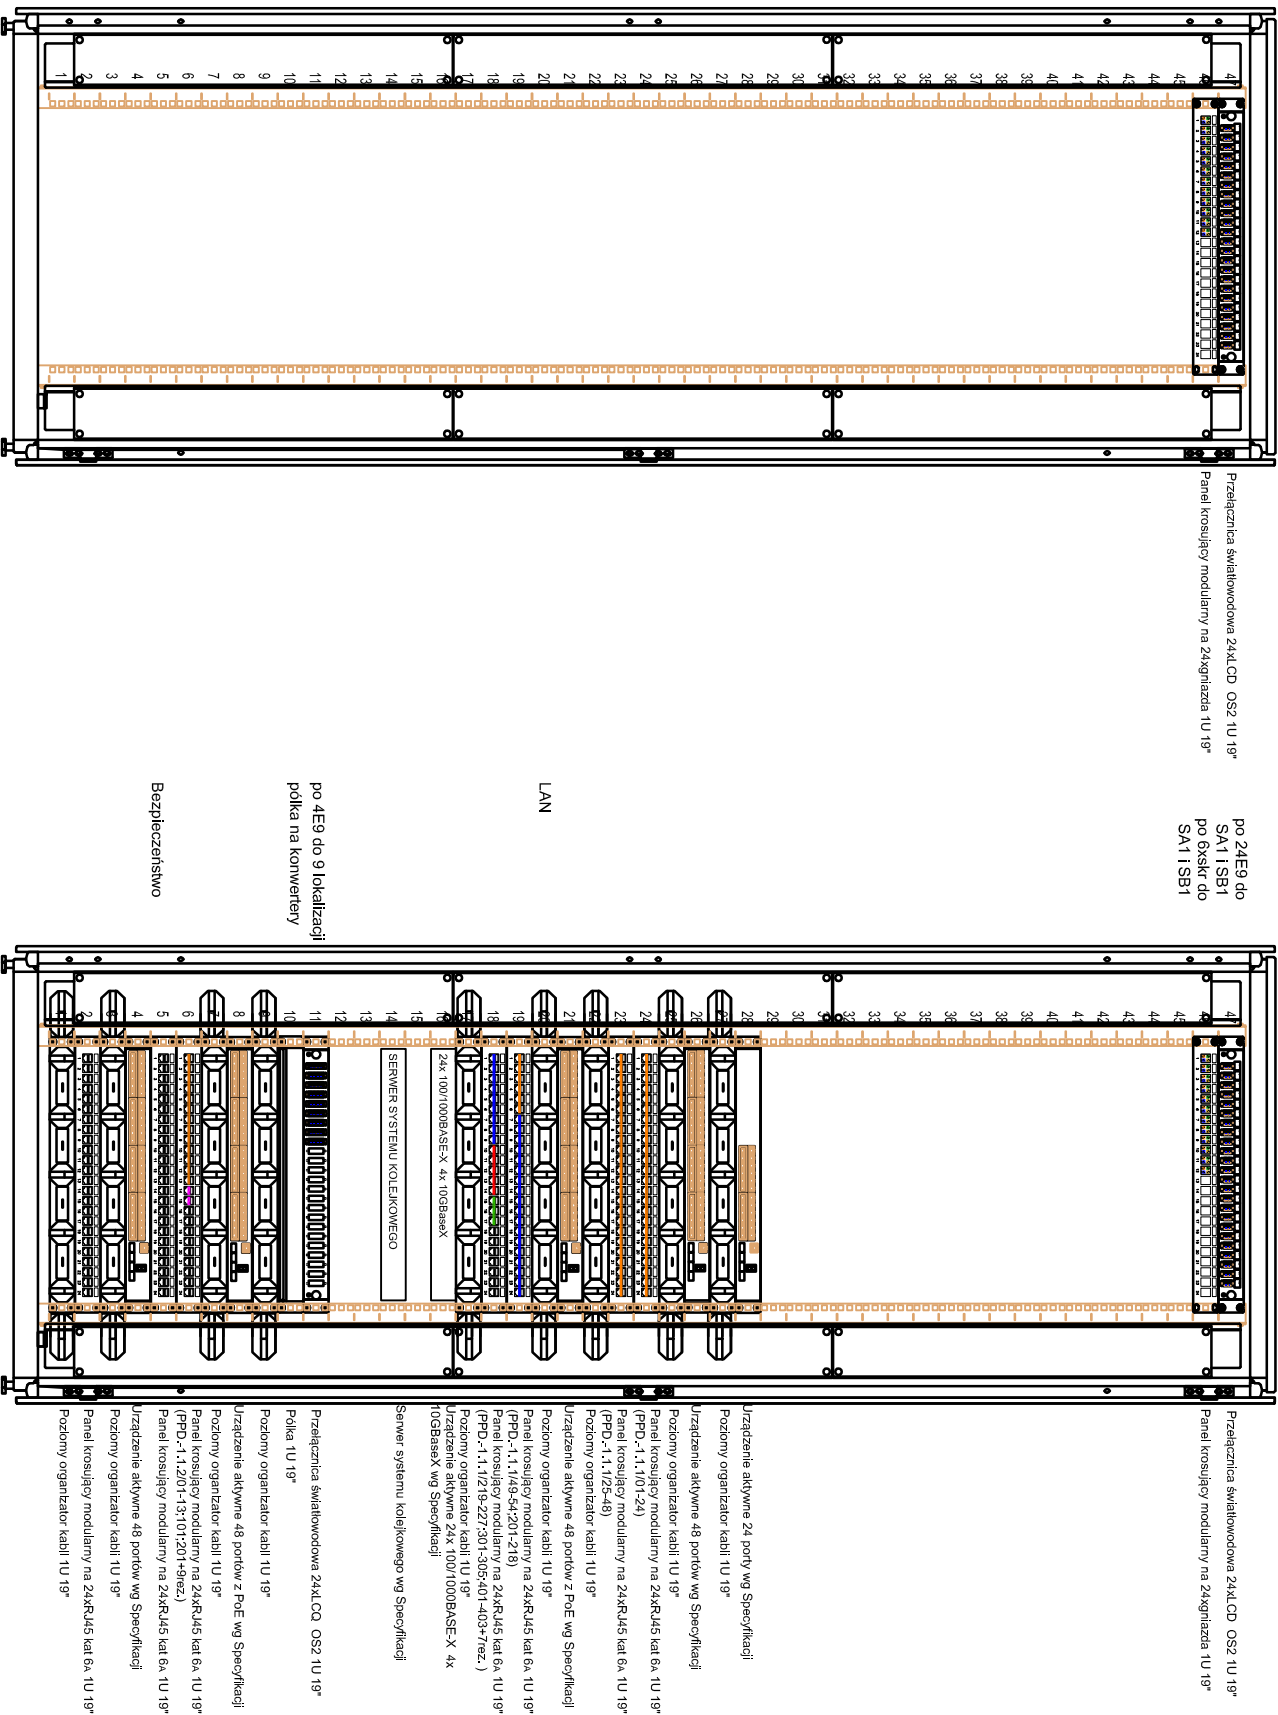 Przełącznica światłowodowa 24xLCD OS2 1U 19"
Panel krosujący modularny na 24xgniazda 1U 19"
po 24E9 do
SA1 i SB1
po 6xskr do
SA1 i SB1
LAN
po 4E9 do 9 lokalizacji
półka na konwertery
Bezpieczeństwo
24x 100/1000BASE-X 4x 10GBaseX
SERWER SYSTEMU KOLEJKOWEGO
Przełącznica światłowodowa 24xLCD OS2 1U 19"
Panel krosujący modularny na 24xgniazda 1U 19"
Urządzenie aktywne 24 porty wg Specyfikacji
Poziomy organizator kabli 1U 19"
Urządzenie aktywne 48 portów wg Specyfikacji
Poziomy organizator kabli 1U 19"
Panel krosujący modularny na 24xRJ45 kat 6A 1U 19"
(PPD.-1.1.1/01-24)
Panel krosujący modularny na 24xRJ45 kat 6A 1U 19"
(PPD.-1.1.1/25-48)
Poziomy organizator kabli 1U 19"
Urządzenie aktywne 48 portów z PoE wg Specyfikacji
Poziomy organizator kabli 1U 19"
Panel krosujący modularny na 24xRJ45 kat 6A 1U 19"
(PPD.-1.1.1/49-54;201-218)
Panel krosujący modularny na 24xRJ45 kat 6A 1U 19"
(PPD.-1.1.1/219-227;301-305;401-403+7rez.)
Poziomy organizator kabli 1U 19"
Urządzenie aktywne 24x 100/1000BASE-X 4x
10GBaseX wg Specyfikacji
Serwer systemu kolejkowego wg Specyfikacji
Przełącznica światłowodowa 24xLCQ OS2 1U 19"
Półka 1U 19"
Poziomy organizator kabli 1U 19"
Urządzenie aktywne 48 portów z PoE wg Specyfikacji
Poziomy organizator kabli 1U 19"
Panel krosujący modularny na 24xRJ45 kat 6A 1U 19"
(PPD.-1.1.2/01-13;101;201+9rez.)
Panel krosujący modularny na 24xRJ45 kat 6A 1U 19"
Urządzenie aktywne 48 portów wg Specyfikacji
Poziomy organizator kabli 1U 19"
Panel krosujący modularny na 24xRJ45 kat 6A 1U 19"
Poziomy organizator kabli 1U 19"